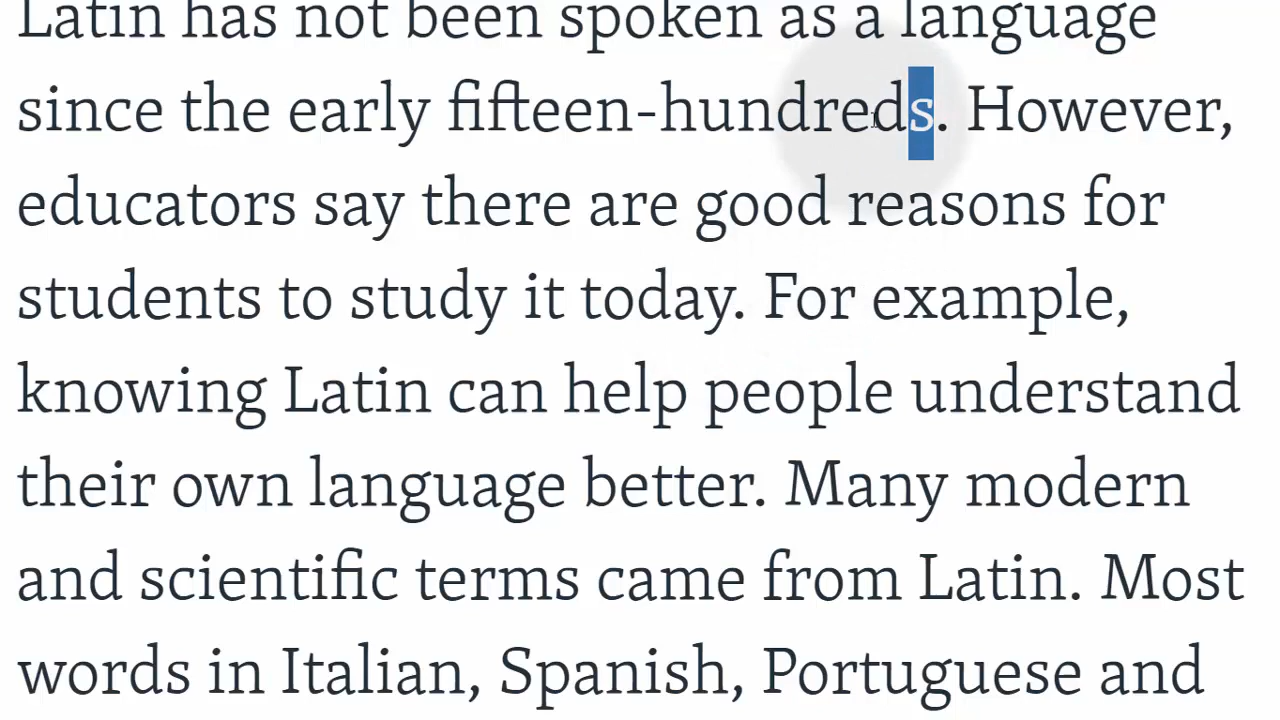 Latin has not been spoken as a language
since the early fifteen-hundreds. However,
educators say there are good reasons for
students to study it today. For example,
knowing Latin can help people understand
their own language better. Many modern
and scientific terms came from Latin. Most
words in Italian, Spanish, Portuguese and